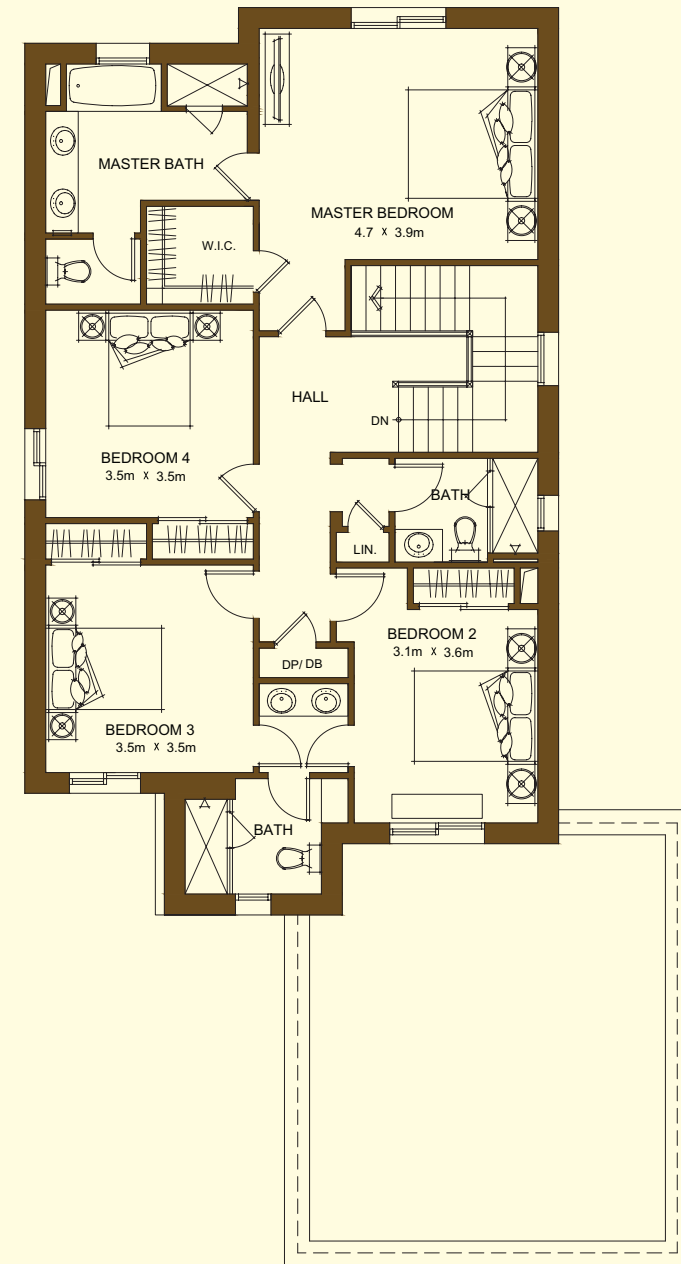 MASTER BATH
MASTER BEDROOM
4.7 x 3.9m
W.I.C.
HALL
DN
BEDROOM 4
3.5m x 3.5m
BATH
LIN.
BEDROOM 2
3.1m x 3.6m
DP/ DB
BEDROOM 3
3.5m x 3.5m
BATH